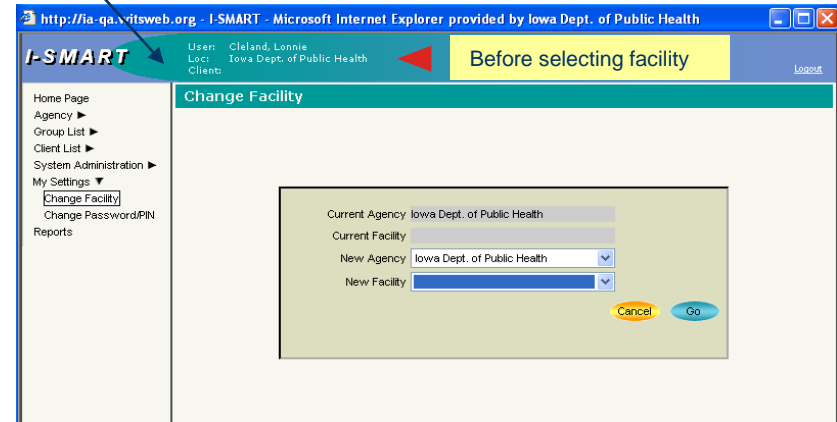 http://ia-qa.witsweb.org - I-SMART - Microsoft Internet Explorer provided by Iowa Dept. of Public Health
I-SMART
User: Cleland, Lonnie
Loc: Iowa Dept. of Public Health
Client:
Before selecting facility
Logout
Home Page
Agency
Group List
Client List
System Administration
My Settings
Change Facility
Change Password/PIN
Reports
Change Facility
Current Agency Iowa Dept. of Public Health
Current Facility
New Agency Iowa Dept. of Public Health
New Facility
Cancel Go